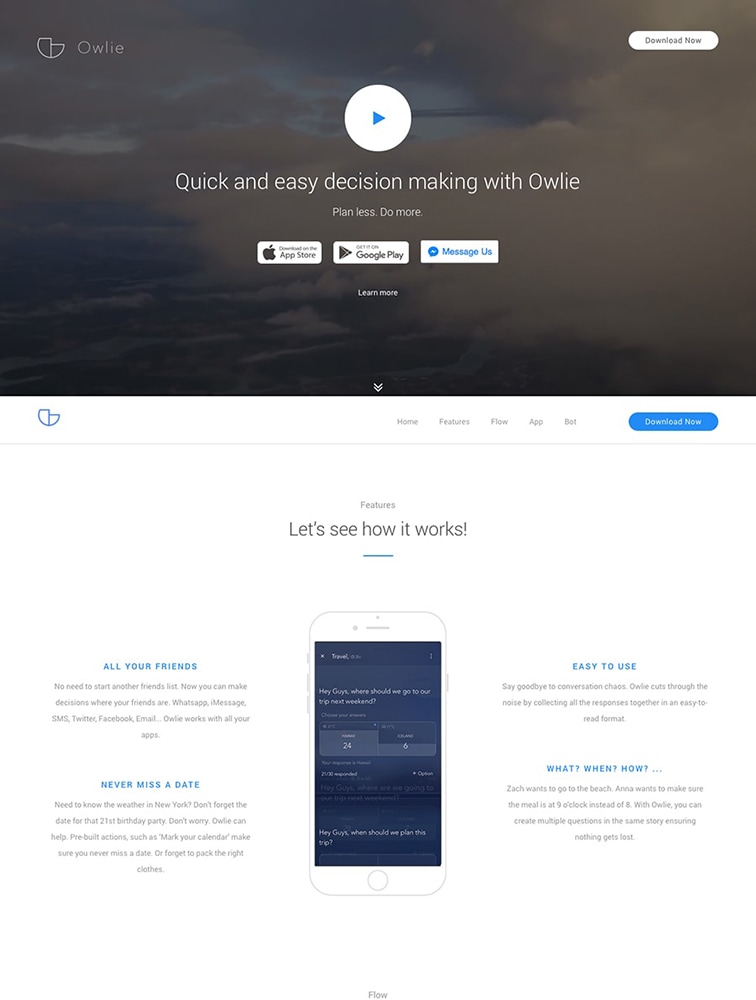 Owlie
Download Now
Quick and easy decision making with Owlie
Plan less. Do more.
Download on the
App Store
GET IT ON
Google Play
Message Us
Learn more
Home Features Flow App Bot Download Now
Features
Let's see how it works!
ALL YOUR FRIENDS
No need to start another friends list. Now you can make
decisions where your friends are. Whatsapp, iMessage,
SMS, Twitter, Facebook, Email... Owlie works with all your
apps.
NEVER MISS A DATE
Need to know the weather in New York? Don't forget the
date for that 21st birthday party. Don't worry. Owlie can
help. Pre-built actions, such as 'Mark your calendar' make
sure you never miss a date. Or forget to pack the right
clothes.
Travel,
Hey Guys, where should we go to our
trip next weekend?
Choose your answers
HAWAII ICELAND
24 6
Your response is Hawaii
21/30 responded + Option
Hey Guys, where are we going to
our trip next weekend?
Hey Guys, when should we plan this
trip?
EASY TO USE
Say goodbye to conversation chaos. Owlie cuts through the
noise by collecting all the responses together in an easy-to-
read format.
WHAT? WHEN? HOW? ...
Zach wants to go to the beach. Anna wants to make sure
the meal is at 9 o'clock instead of 8. With Owlie, you can
create multiple questions in the same story ensuring
nothing gets lost.
Flow